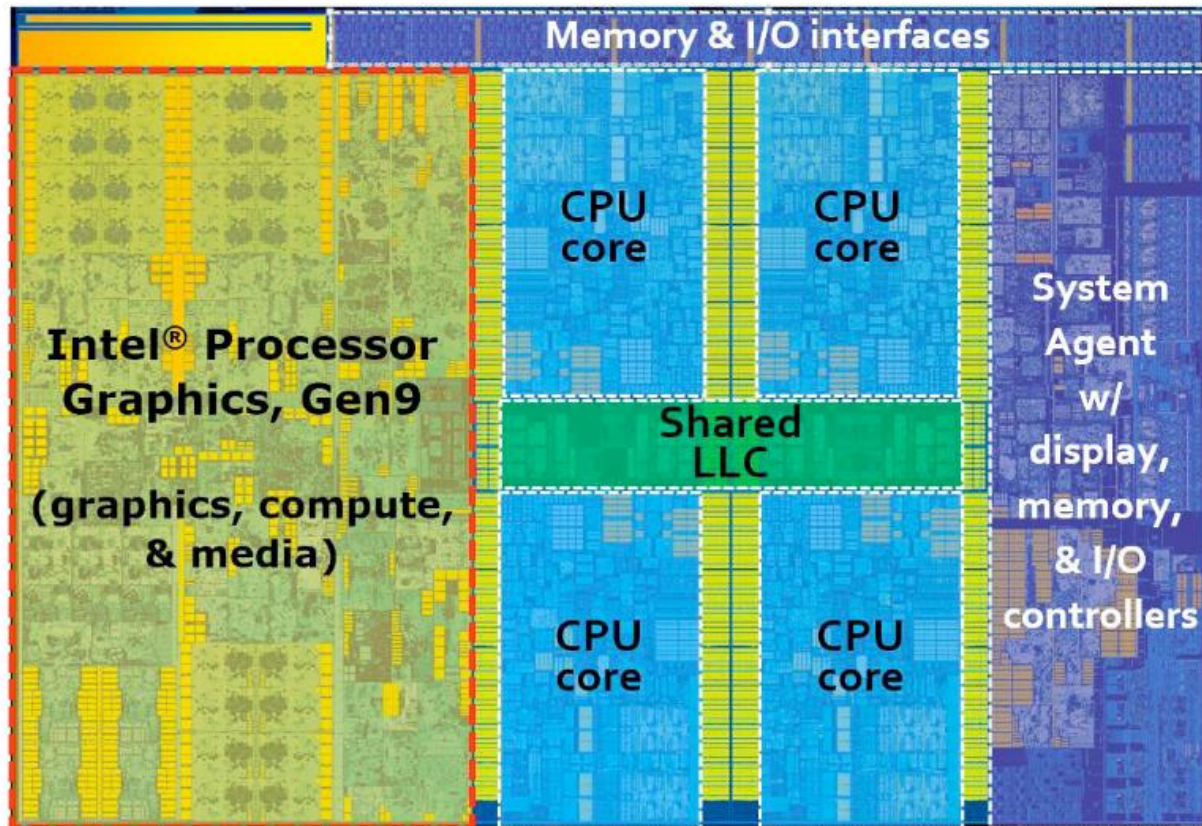 Memory & I/O interfaces
Intel® Processor
Graphics, Gen9
(graphics, compute,
& media)
CPU
core
CPU
core
Shared
LLC
CPU
core
CPU
core
System
Agent
w/
display,
memory,
& I/O
controllers